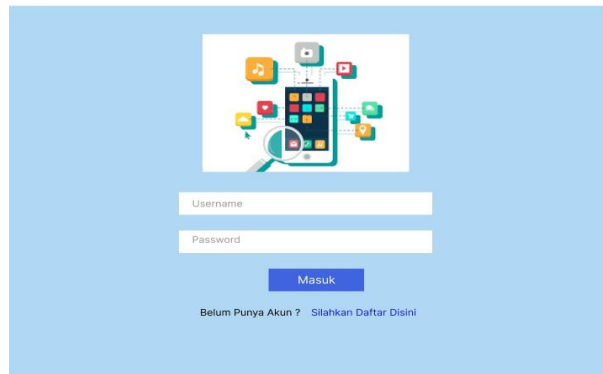 Username
Password
Masuk
Belum Punya Akun ? Silahkan Daftar Disini